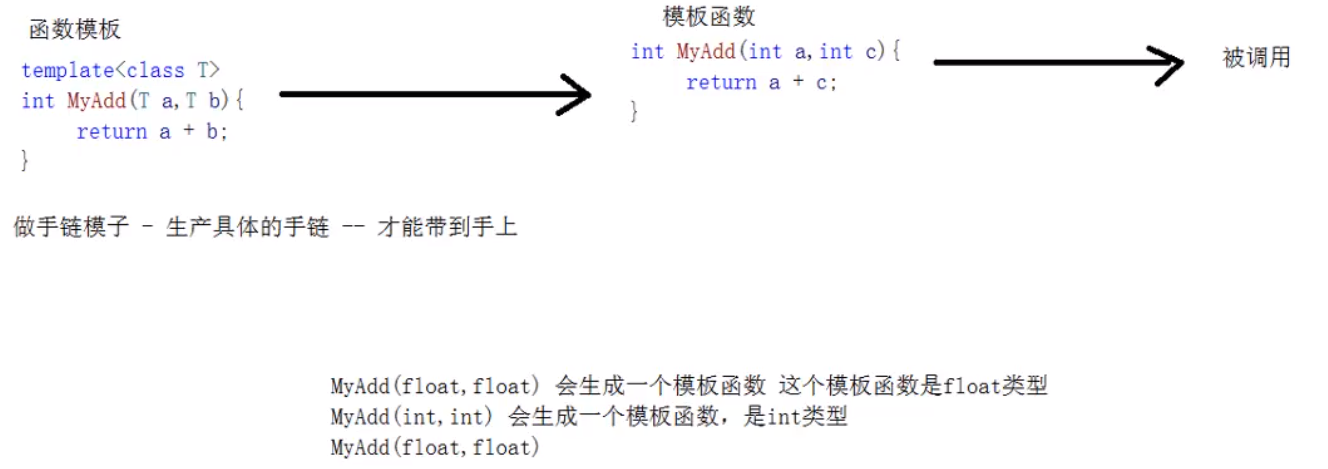 函数模板
template<class T>
int MyAdd(T a,T b){
return a + b;
}
模板函数
int MyAdd(int a,int c){
return a + c;
}
被调用
做手链模子 - 生产具体的手链 -- 才能带到手上
MyAdd(float,float) 会生成一个模板函数 这个模板函数是float类型
MyAdd(int,int) 会生成一个模板函数，是int类型
MyAdd(float,float)